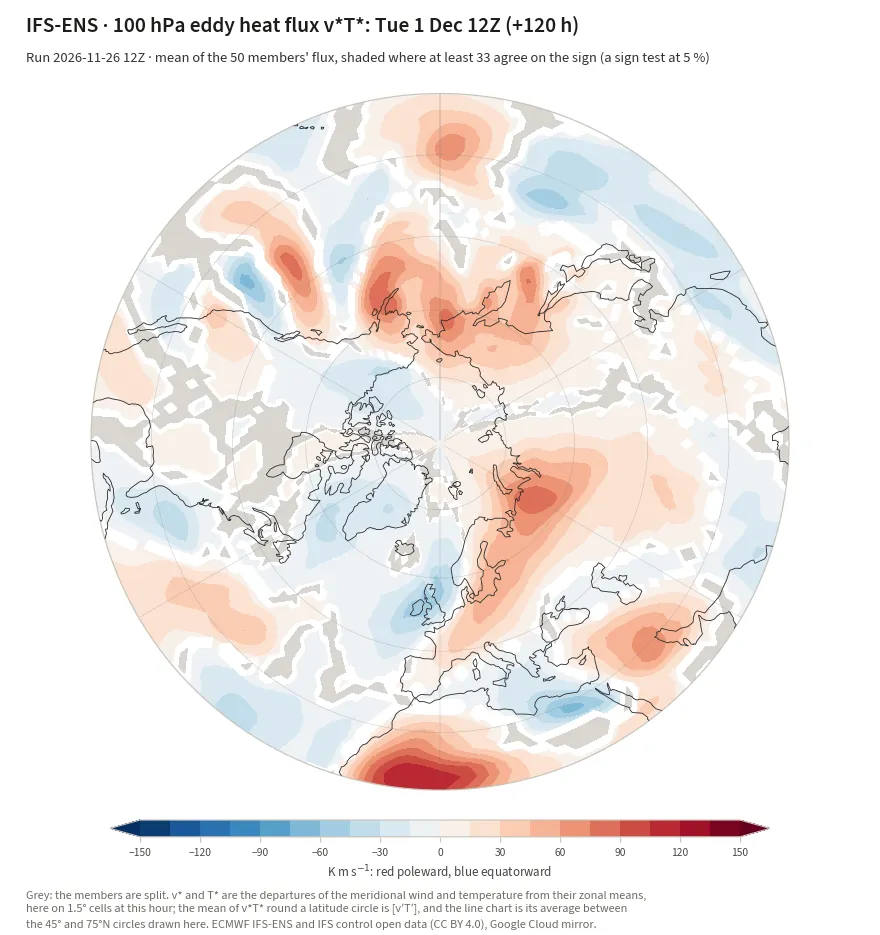 IFS-ENS · 100 hPa eddy heat flux v*T*: Tue 1 Dec 12Z (+120 h)
Run 2026-11-26 12Z · mean of the 50 members' flux, shaded where at least 33 agree on the sign (a sign test at 5 %)
−150 −120 −90 −60 −30 0 30 60 90 120 150
K m s⁻¹: red poleward, blue equatorward
Grey: the members are split. v* and T* are the departures of the meridional wind and temperature from their zonal means,
here on 1.5° cells at this hour; the mean of v*T* round a latitude circle is [v'T'], and the line chart is its average between
the 45° and 75°N circles drawn here. ECMWF IFS-ENS and IFS control open data (CC BY 4.0), Google Cloud mirror.